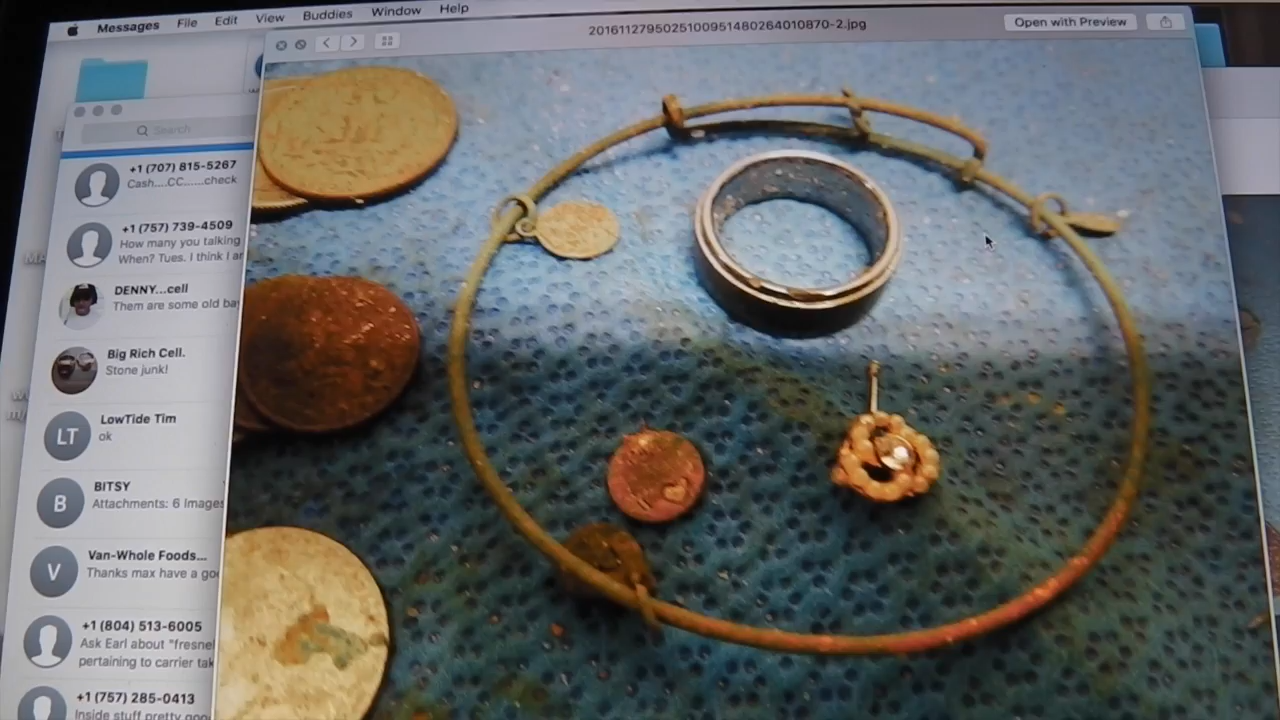 Messages File Edit View Buddies Window Help
2016112795025100951480264010870-2.jpg
Open with Preview
Search
+1 (707) 815-5267
Cash....CC......check
+1 (757) 739-4509
How many you talking
When? Tues. I think I ar
DENNY...cell
Them are some old ba
Big Rich Cell.
Stone junk!
LT
LowTide Tim
ok
B
BITSY
Attachments: 6 Images
V
Van-Whole Foods...
Thanks max have a go
+1 (804) 513-6005
Ask Earl about "fresne
pertaining to carrier tak
+1 (757) 285-0413
Inside stuff pretty goo